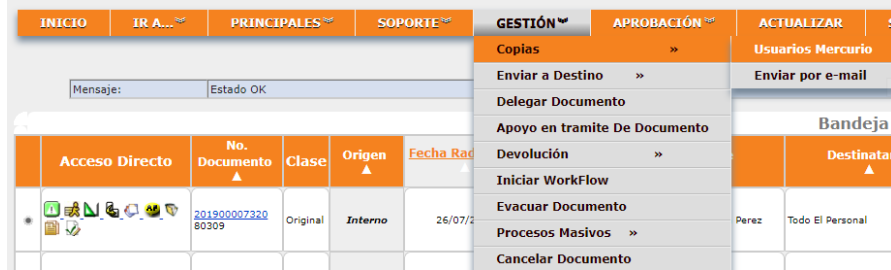 INICIO IR A... PRINCIPALES SOPORTE GESTIÓN APROBACIÓN ACTUALIZAR
Copias »
Usuarios Mercurio
Enviar a Destino »
Enviar por e-mail
Mensaje: Estado OK
Delegar Documento
Apoyo en tramite De Documento
Bandeja
Devolución »
Iniciar WorkFlow
Evacuar Documento
Procesos Masivos »
Cancelar Documento
Acceso Directo
No.
Documento
Clase
Origen
Fecha Rad
Destinatar
201900007320
80309
Original
Interno
26/07/2
Perez
Todo El Personal